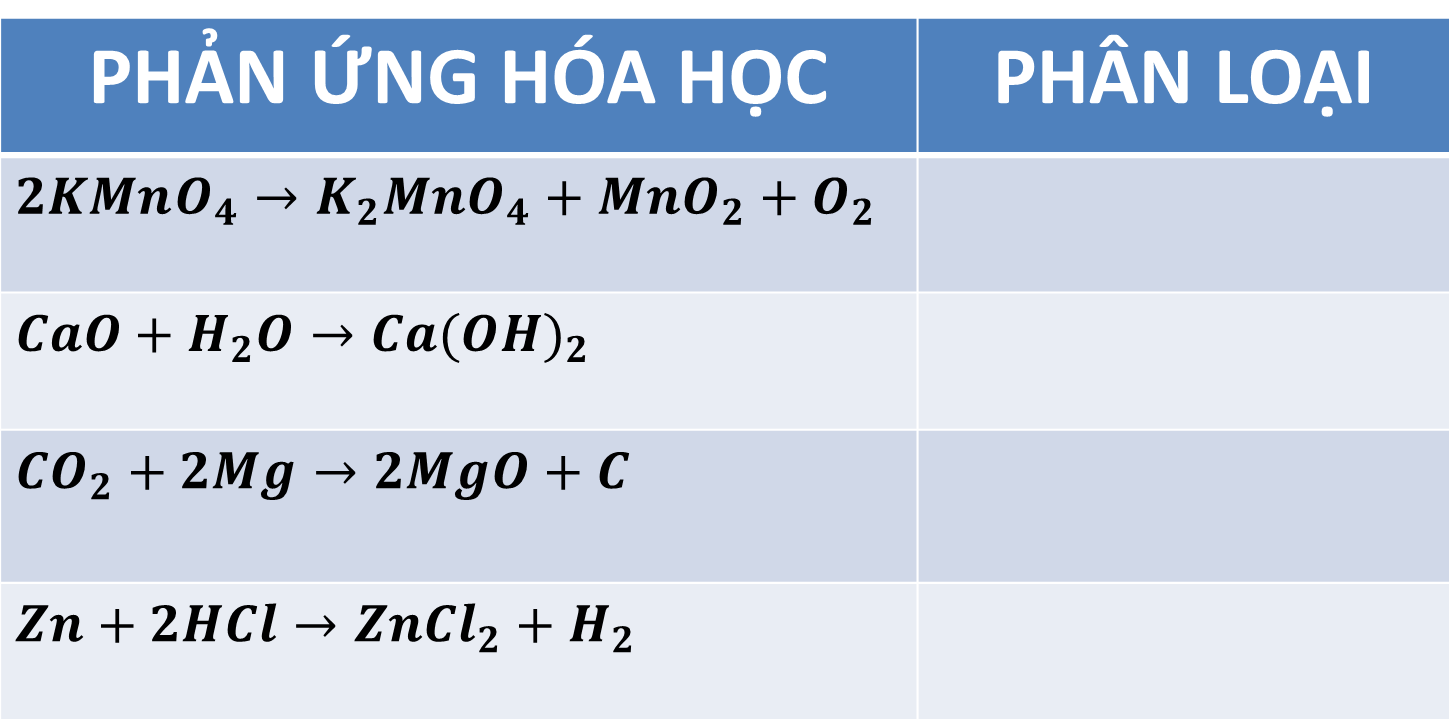 PHẢN ỨNG HÓA HỌC PHÂN LOẠI
2KMnO₄ → K₂MnO₄ + MnO₂ + O₂
CaO + H₂O → Ca(OH)₂
CO₂ + 2Mg → 2MgO + C
Zn + 2HCl → ZnCl₂ + H₂